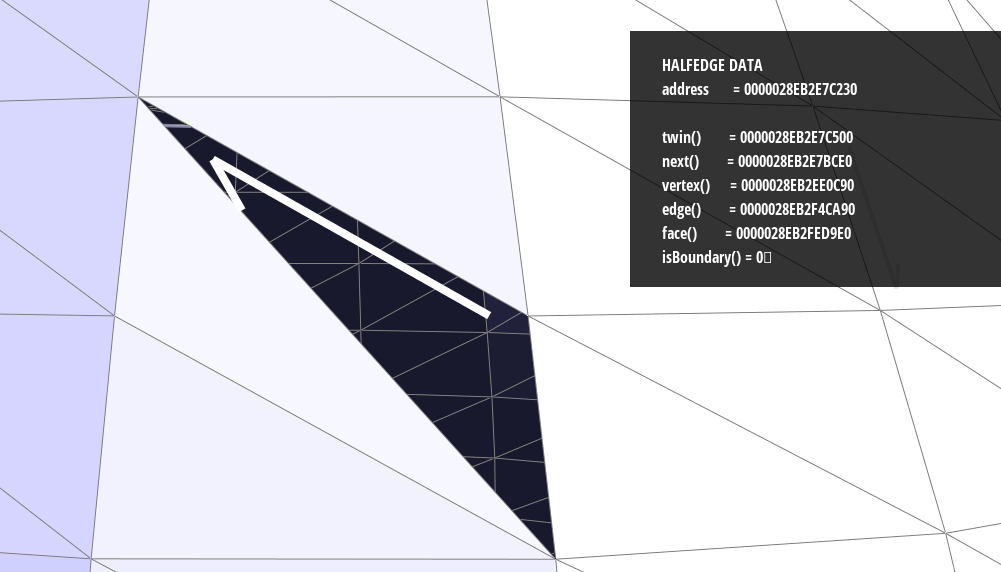 HALFEDGE DATA
address = 0000028EB2E7C230
twin() = 0000028EB2E7C500
next() = 0000028EB2E7BCE0
vertex() = 0000028EB2EE0C90
edge() = 0000028EB2F4CA90
face() = 0000028EB2FED9E0
isBoundary() = 0□